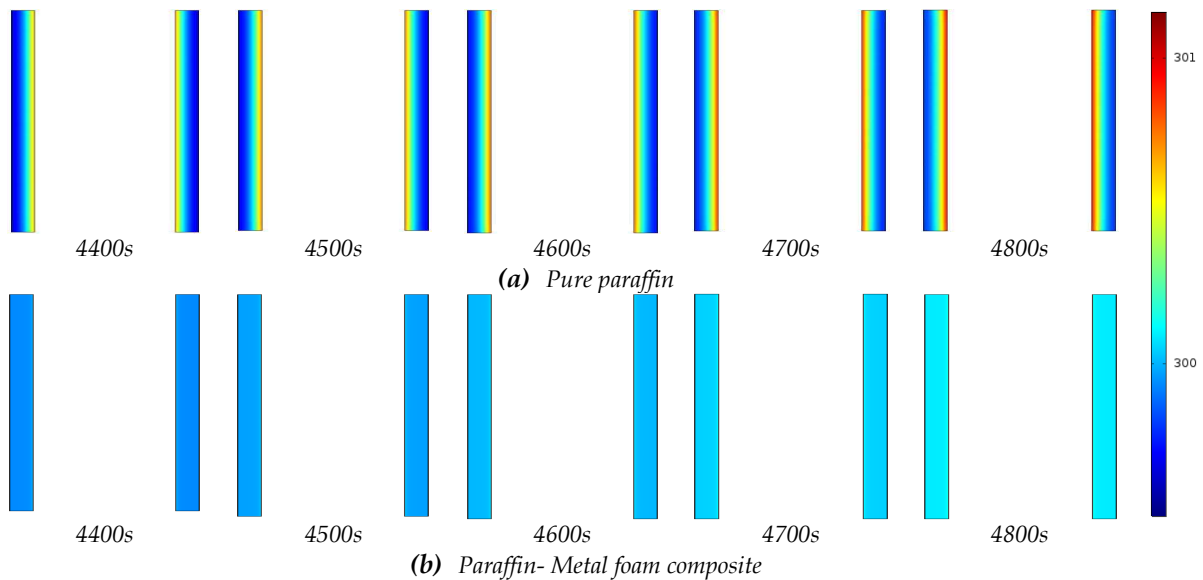 301
4400s 4500s 4600s 4700s 4800s
(a) Pure paraffin
300
4400s 4500s 4600s 4700s 4800s
(b) Paraffin- Metal foam composite